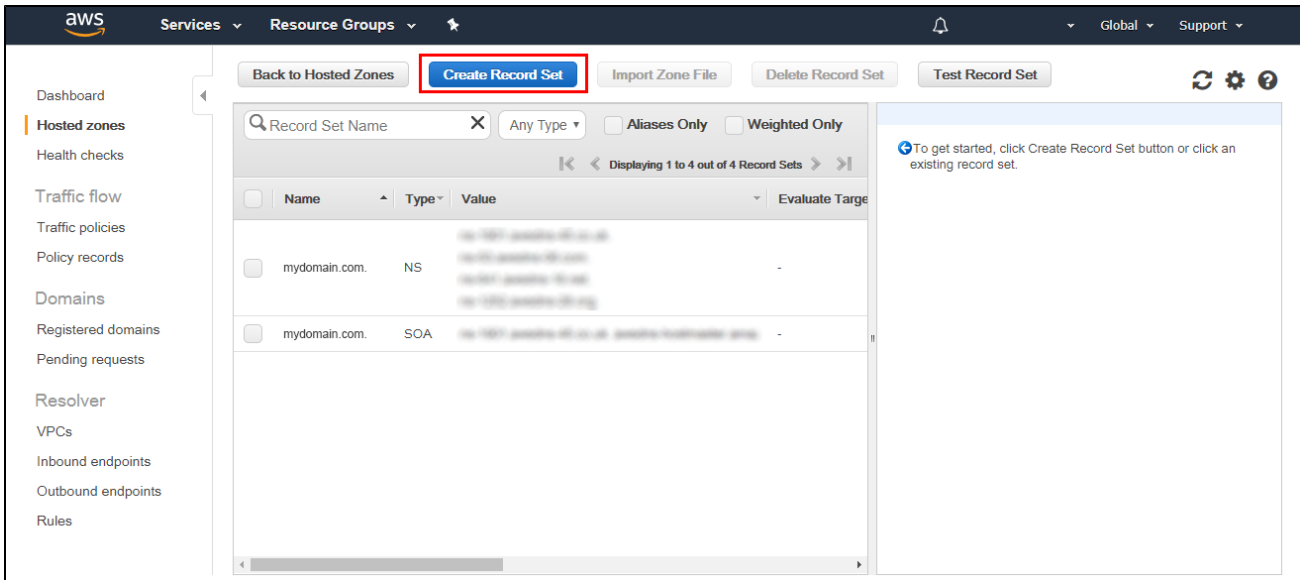 aws Services Resource Groups Global Support
Back to Hosted Zones Create Record Set Import Zone File Delete Record Set Test Record Set
Dashboard
Hosted zones
Health checks
Traffic flow
Traffic policies
Policy records
Domains
Registered domains
Pending requests
Resolver
VPCs
Inbound endpoints
Outbound endpoints
Rules
Record Set Name X Any Type Aliases Only Weighted Only
Displaying 1 to 4 out of 4 Record Sets
Name Type Value Evaluate Targe
mydomain.com. NS -
mydomain.com. SOA -
To get started, click Create Record Set button or click an
existing record set.